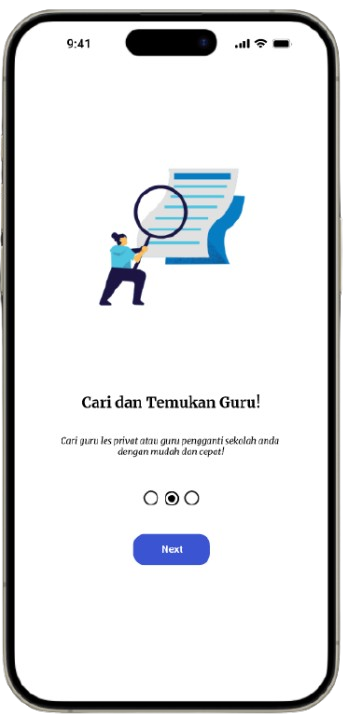 9:41
Cari dan Temukan Guru!
Cari guru les privat atau guru pengganti sekolah anda
dengan mudah dan cepat!
Next